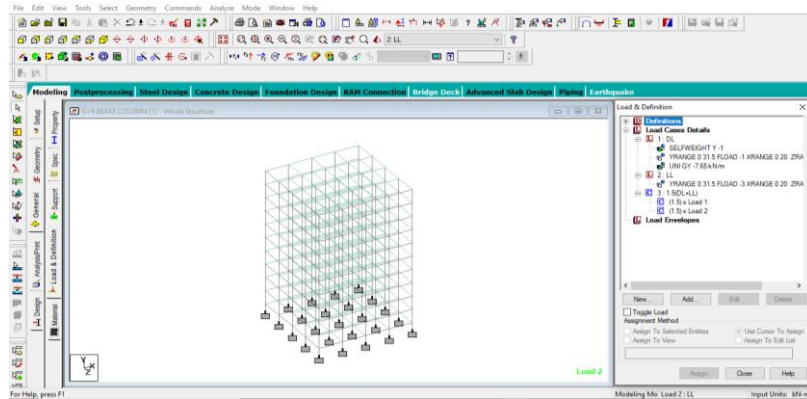 File Edit View Tools Select Geometry Commands Analyze Mode Window Help
2 LL
Modeling Postprocessing Steel Design Concrete Design Foundation Design RAM Connection Bridge Deck Advanced Slab Design Piping Earthquake
G+9 BEAM COLUMN (1) - Whole Structure
Setup
Geometry
General
Analysis/Print
Design
Property
Spec
Support
Load & Definition
Material
Y
X
Z
Load 2
Load & Definition
Definitions
Load Cases Details
1 : DL
SELFWEIGHT Y -1
YRANGE 0 31.5 FLOAD -1 XRANGE 0 20 ZRA
UNI GY -7.65 kN/m
2 : LL
YRANGE 0 31.5 FLOAD -3 XRANGE 0 20 ZRA
3 : 1.5(DL+LL)
(1.5) x Load 1
(1.5) x Load 2
Load Envelopes
New... Add... Edit... Delete...
Toggle Load
Assignment Method
Assign To Selected Entities Use Cursor To Assign
Assign To View Assign To Edit List
Assign Close Help
For Help, press F1
Modeling Mo Load 2 : LL Input Units: kN-m